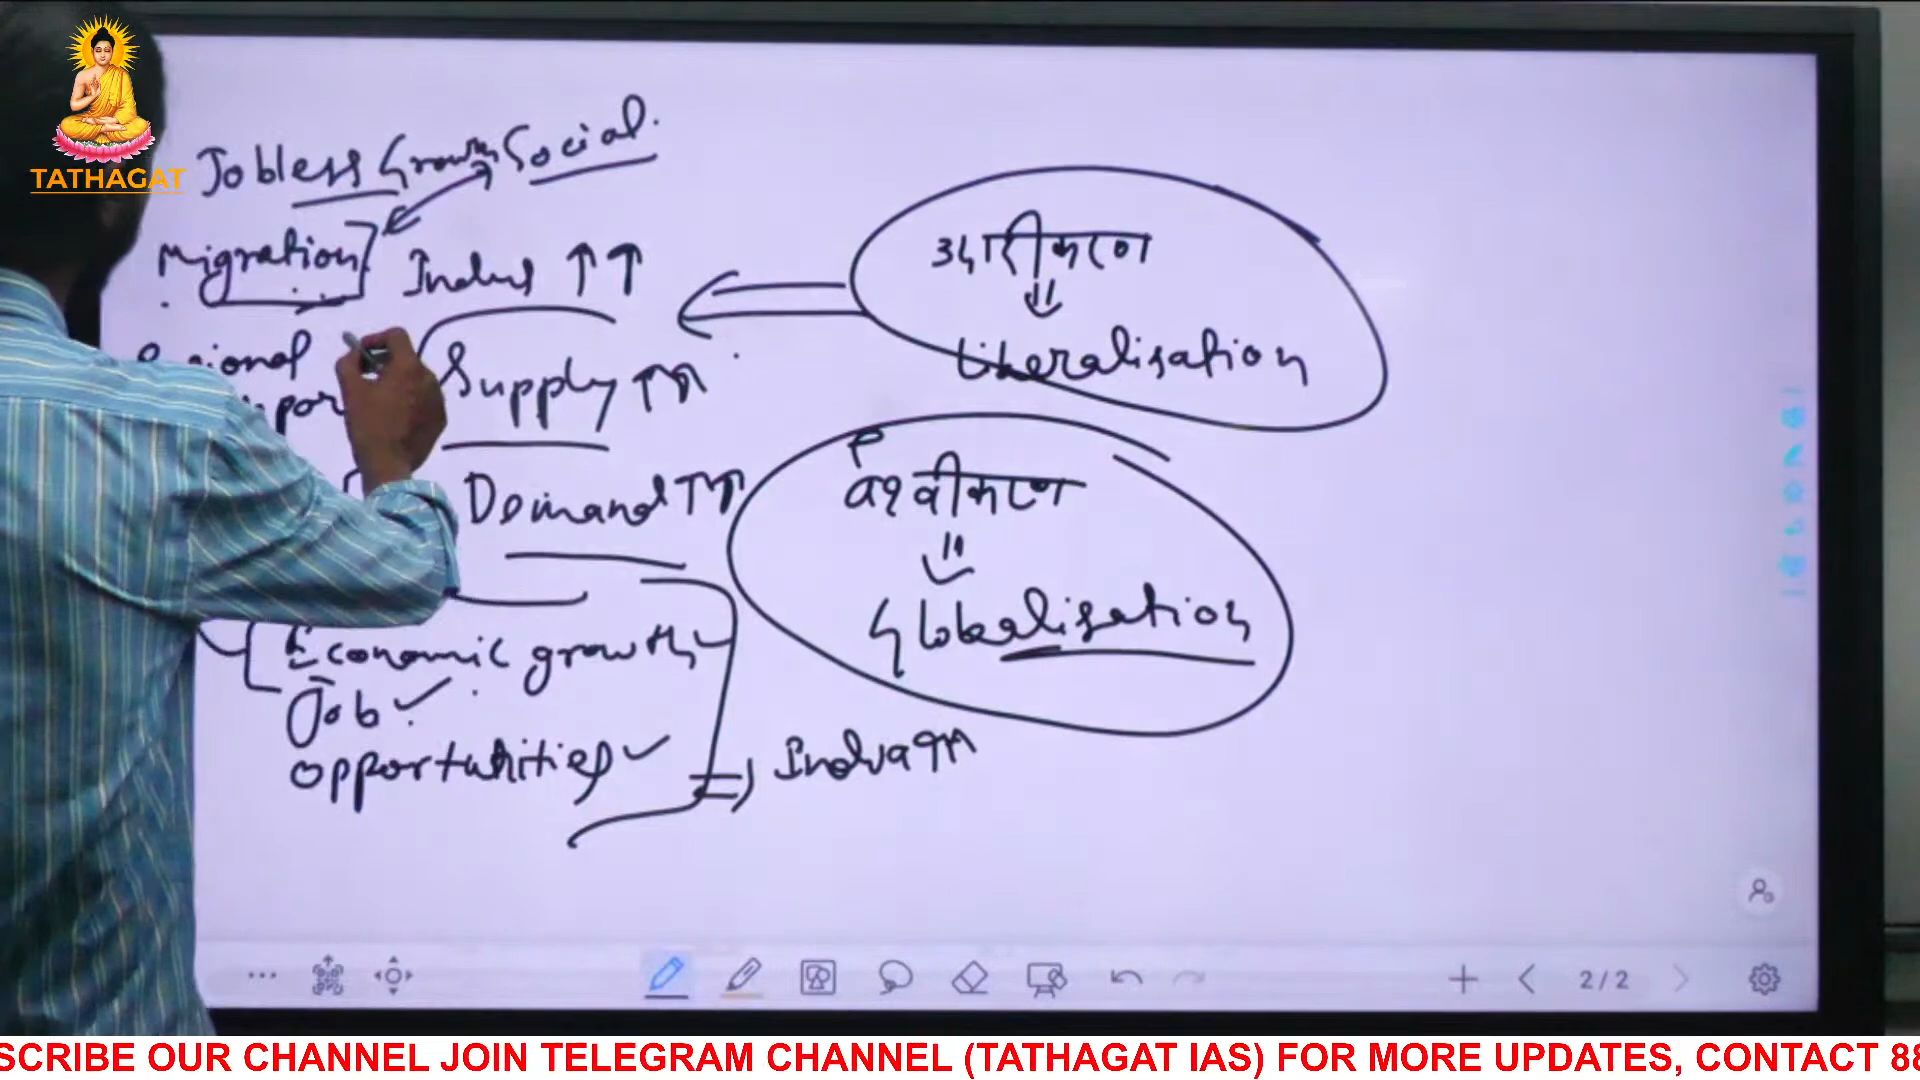 TATHAGAT
Jobless Growth Social.
Migration
Indus ↑↑
Supply ↑↑
Demand ↑↑
Economic growth
Job ✓
opportunities ✓
⇒ India ↑↑
उदारीकरण
⇓
Liberalisation
वैश्वीकरण
⇓
Globalisation
2/2
SCRIBE OUR CHANNEL JOIN TELEGRAM CHANNEL (TATHAGAT IAS) FOR MORE UPDATES, CONTACT 88